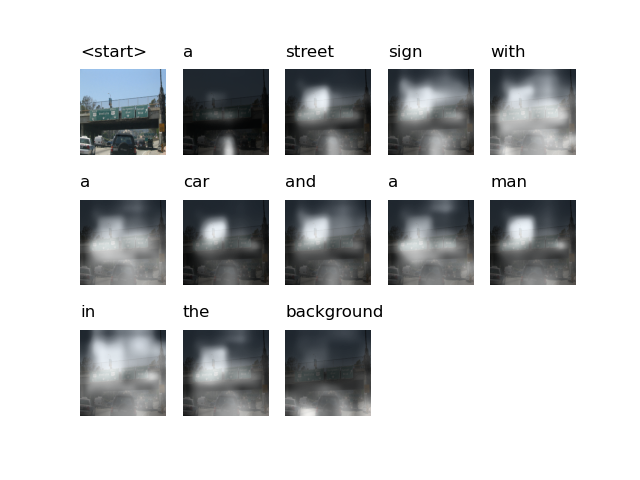 <start> a street sign with
a car and a man
in the background